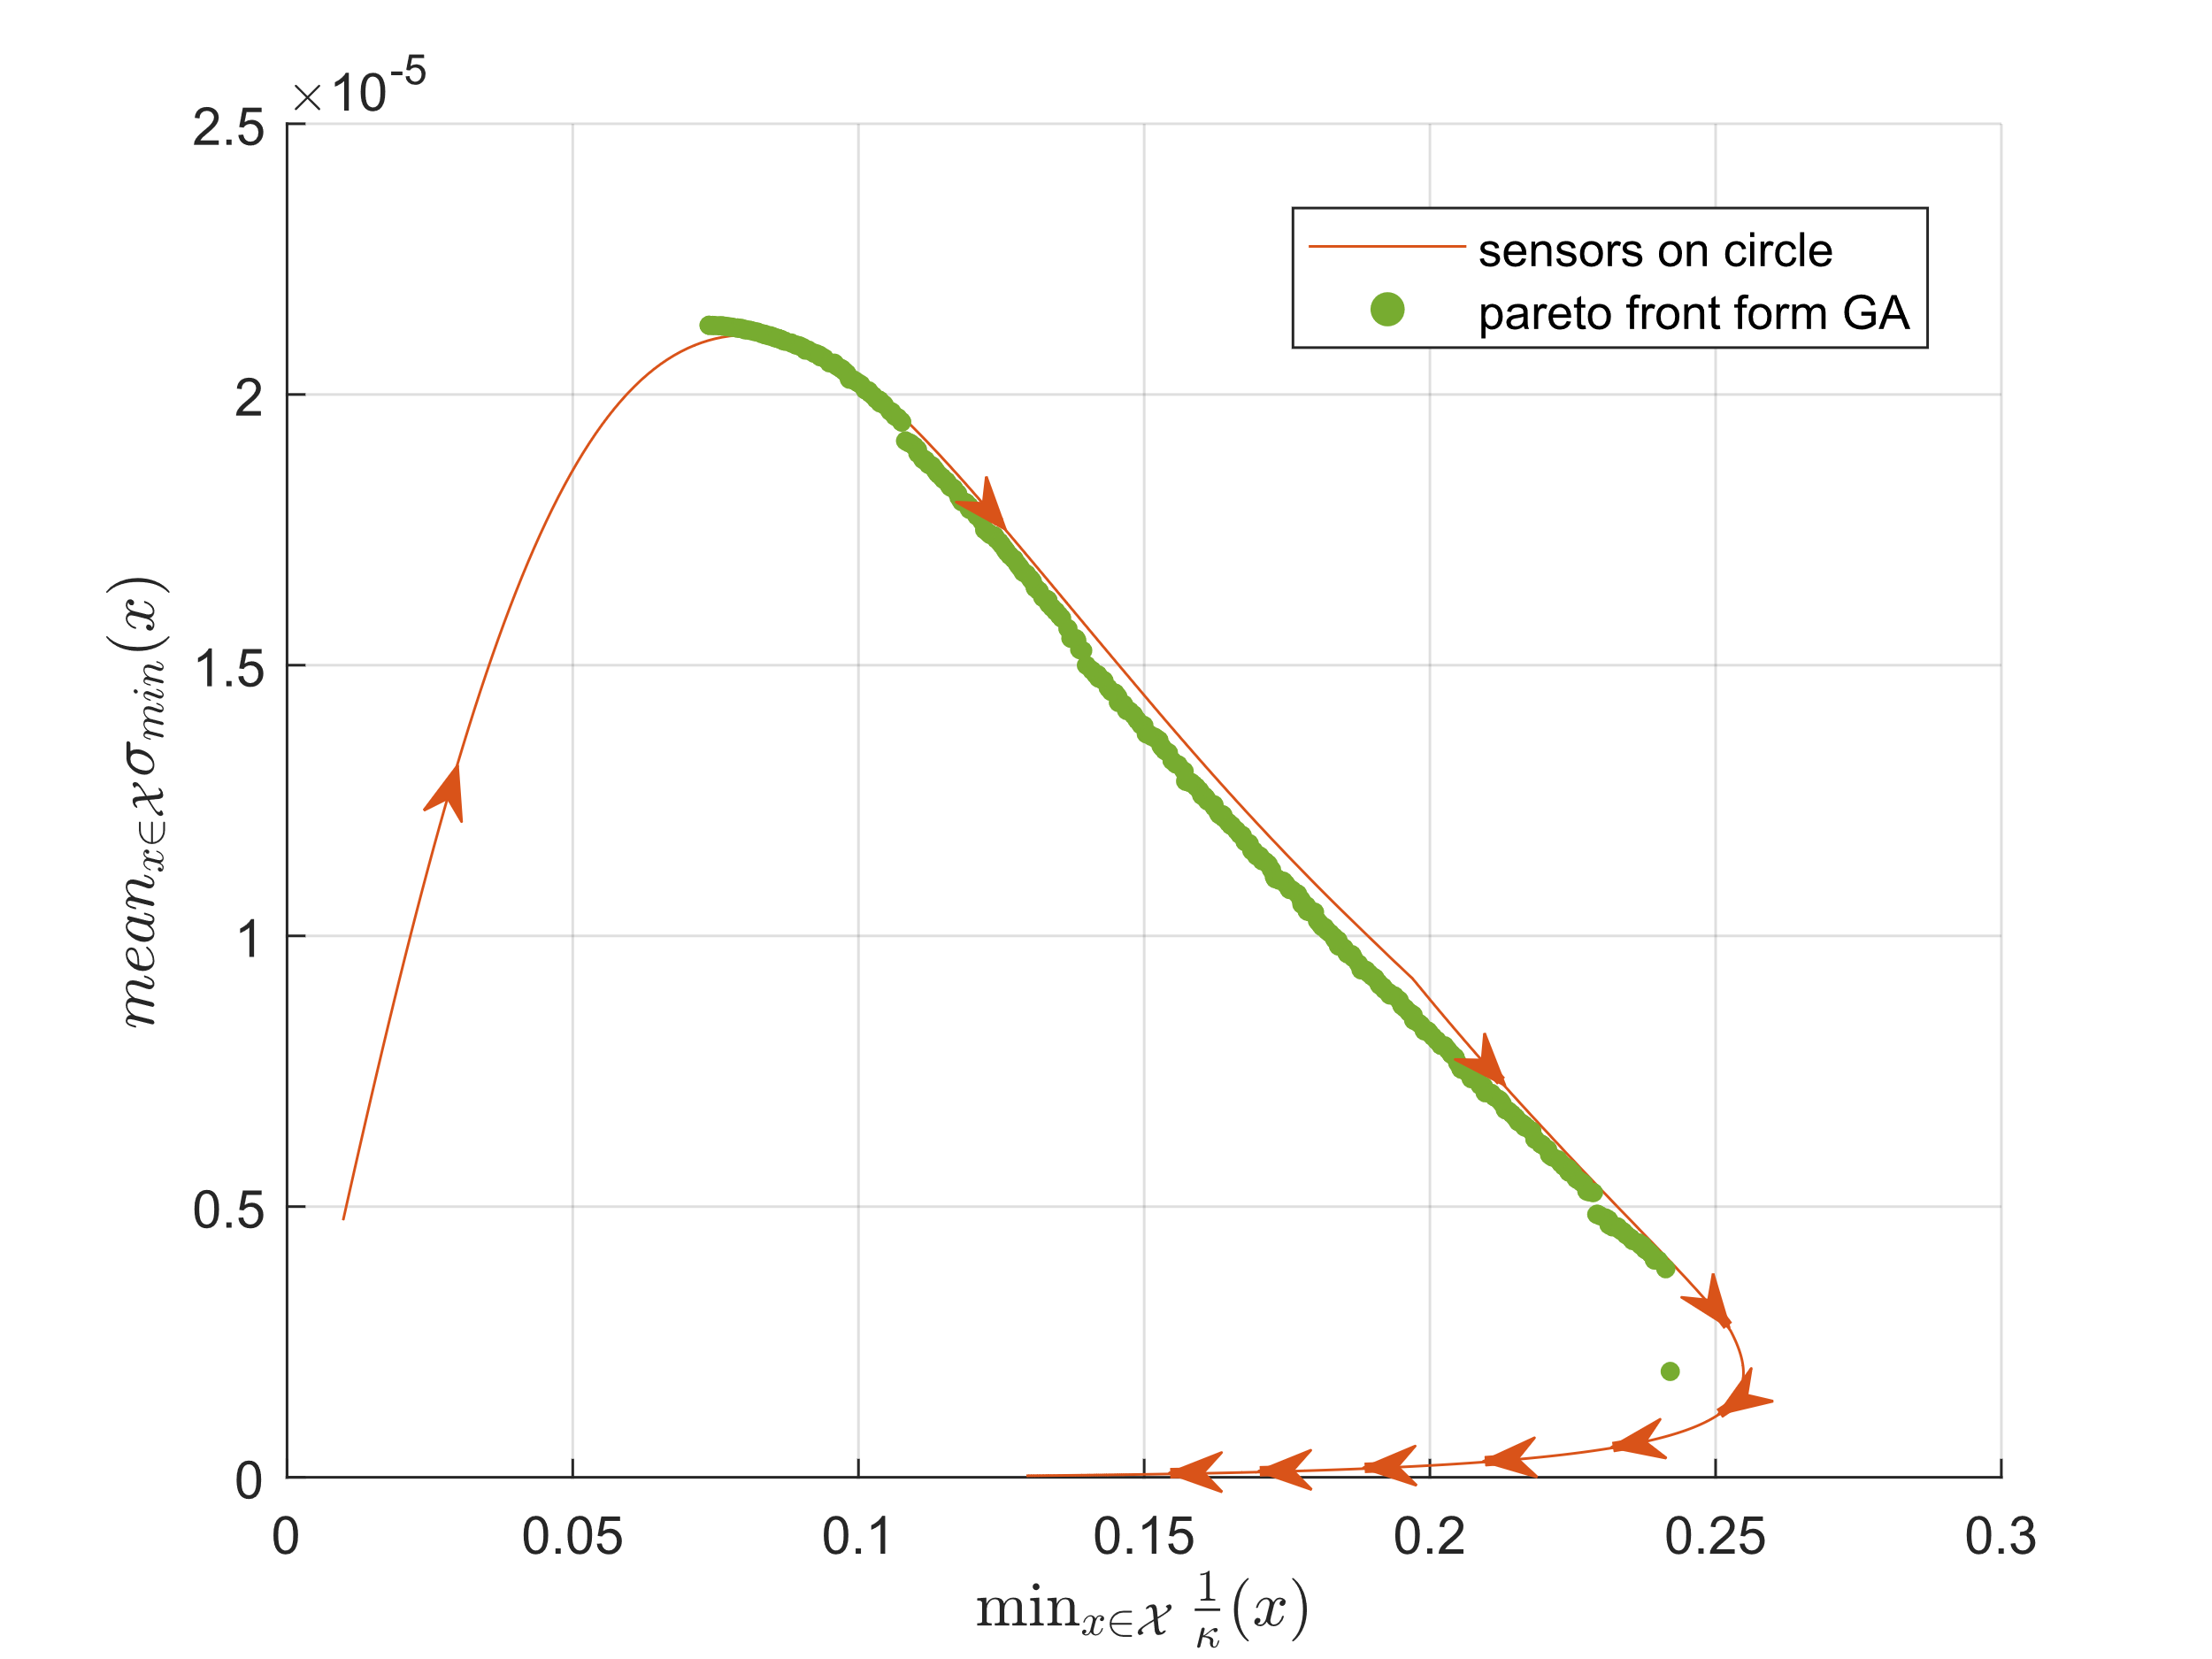 ×10⁻⁵
2.5
2
1.5
1
0.5
0
0 0.05 0.1 0.15 0.2 0.25 0.3
sensors on circle
pareto front form GA
mean_{x∈𝒳} σ_{min}(x)
min_{x∈𝒳} 1/κ (x)